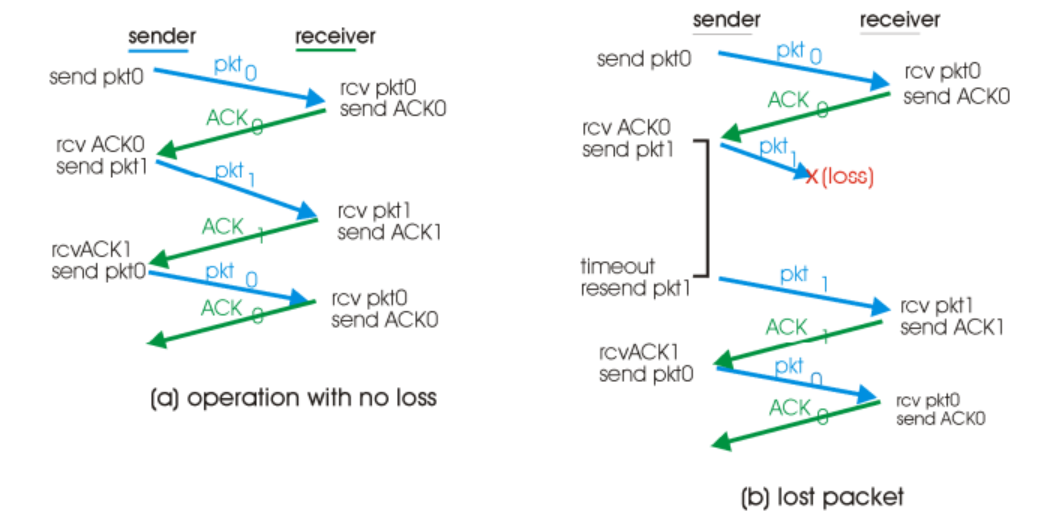 sender
receiver
send pkt0
pkt 0
rcv pkt0
send ACK0
ACK 0
rcv ACK0
send pkt1
pkt 1
rcv pkt1
send ACK1
ACK 1
rcvACK1
send pkt0
pkt 0
rcv pkt0
send ACK0
ACK 0
(a) operation with no loss
sender
receiver
send pkt0
pkt 0
rcv pkt0
send ACK0
ACK 0
rcv ACK0
send pkt1
pkt 1
X(loss)
timeout
resend pkt1
pkt 1
rcv pkt1
send ACK1
ACK 1
rcvACK1
send pkt0
pkt 0
rcv pkt0
send ACK0
ACK 0
(b) lost packet